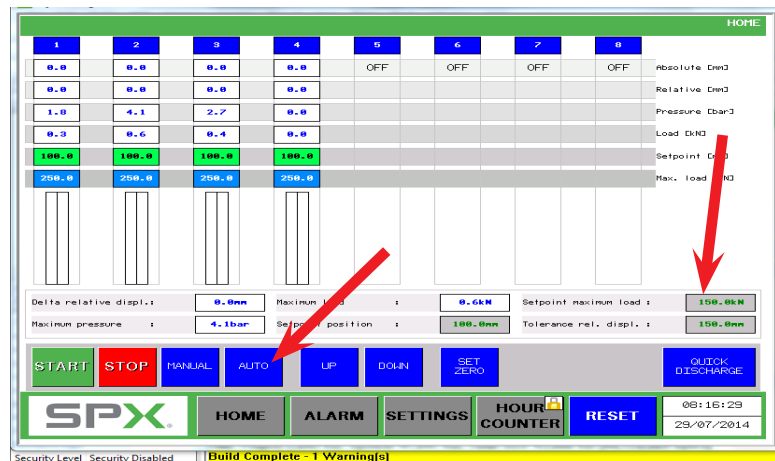 HOME
1 2 3 4 5 6 7 8
0.0 0.0 0.0 0.0 OFF OFF OFF OFF Absolute [mm]
0.0 0.0 0.0 0.0 Relative [mm]
1.8 4.1 2.7 0.0 Pressure [bar]
0.3 0.6 0.4 0.0 Load [kN]
100.0 100.0 100.0 100.0 Setpoint
250.0 250.0 250.0 250.0 Max. load
Delta relative displ.: 0.0mm Maximum : 0.6kN Setpoint maximum load : 150.0kN
Maximum pressure : 4.1bar position : 100.0mm Tolerance rel. displ. : 150.0mm
START STOP MANUAL AUTO UP DOWN SET ZERO QUICK DISCHARGE
SPX. HOME ALARM SETTINGS HOUR COUNTER RESET 08:16:29
29/07/2014
Security Level Security Disabled Build Complete - 1 Warning(s)